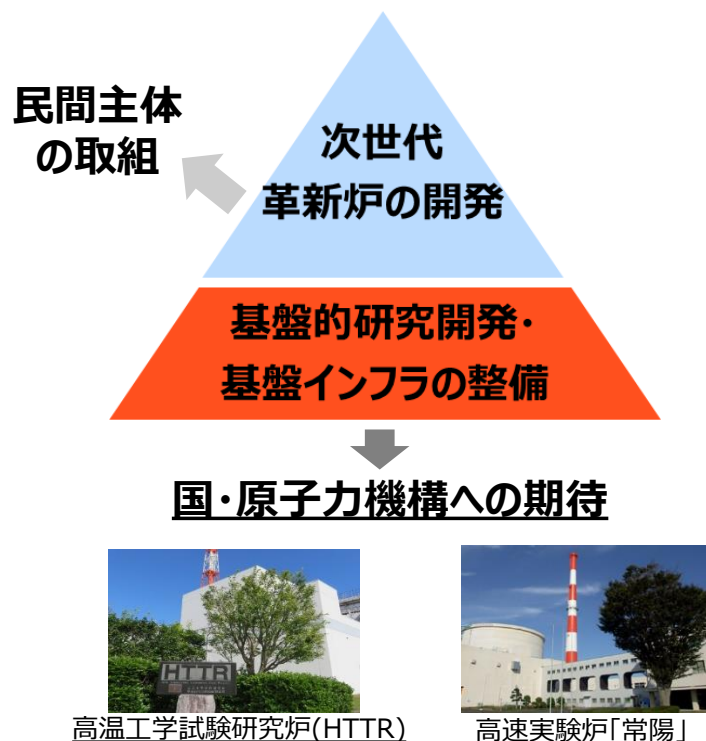 民間主体
の取組
次世代
革新炉の開発
基盤的研究開発・
基盤インフラの整備
国・原子力機構への期待
HTTR
高温工学試験研究炉(HTTR)
高速実験炉「常陽」